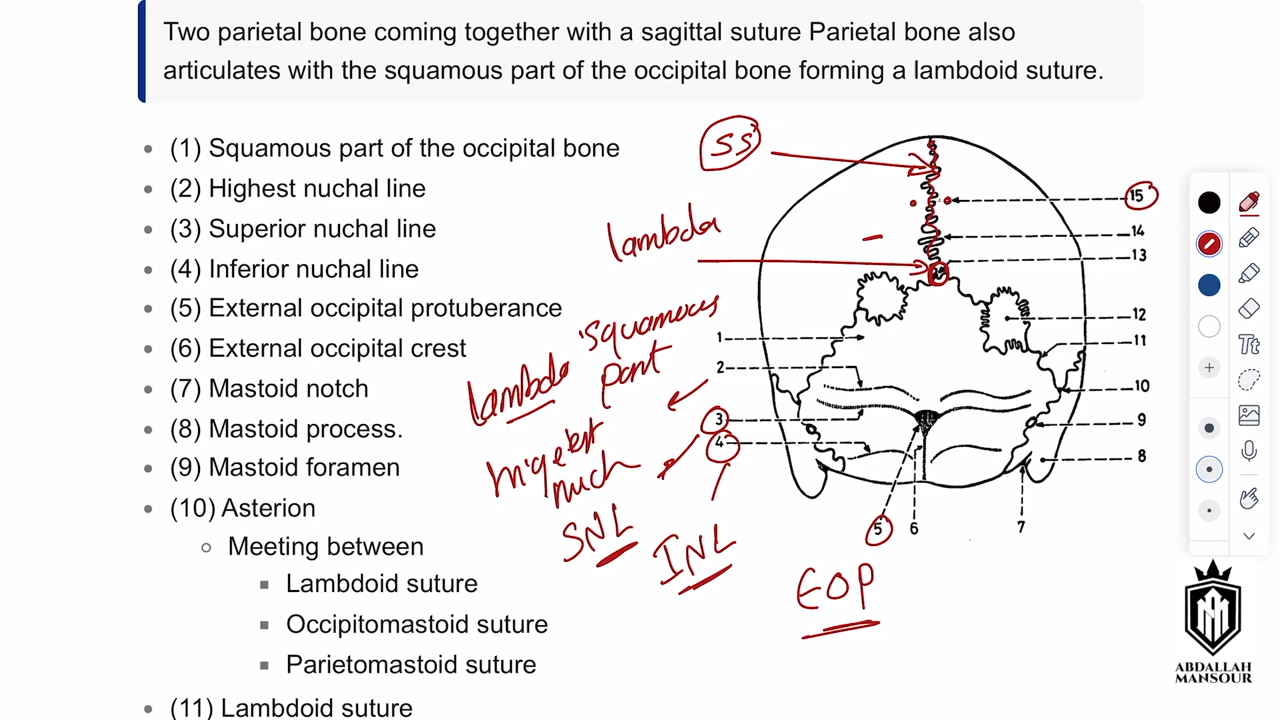 Two parietal bone coming together with a sagittal suture Parietal bone also
articulates with the squamous part of the occipital bone forming a lambdoid suture.
(1) Squamous part of the occipital bone
(2) Highest nuchal line
(3) Superior nuchal line
(4) Inferior nuchal line
(5) External occipital protuberance
(6) External occipital crest
(7) Mastoid notch
(8) Mastoid process.
(9) Mastoid foramen
(10) Asterion
Meeting between
Lambdoid suture
Occipitomastoid suture
Parietomastoid suture
(11) Lambdoid suture
SS
lambda
squamous
part
lambda
nuch
SNL
INL
EOP
15
14
13
12
11
10
9
8
7
1
2
3
4
5 6
Tt
ABDALLAH
MANSOUR